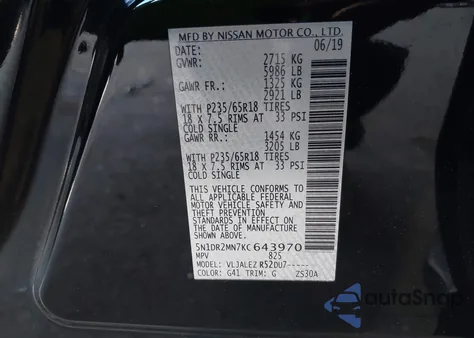 MFD BY NISSAN MOTOR CO., LTD.
DATE: 06/19
GVWR: 2715 KG
5986 LB
GAWR FR: 1325 KG
2921 LB
WITH P235/65R18 TIRES
18 x 7.5 RIMS AT 33 PSI
COLD SINGLE
GAWR RR: 1454 KG
3205 LB
WITH P235/65R18 TIRES
18 x 7.5 RIMS AT 33 PSI
COLD SINGLE
THIS VEHICLE CONFORMS TO
ALL APPLICABLE FEDERAL
MOTOR VEHICLE SAFETY AND
STANDARDS IN EFFECT ON THE
DATE OF MANUFACTURE SHOWN
ABOVE.
5N1DR2MN7KC643970
MPV 825
MODEL: VLJALEZ R52DU7-----
COLOR: G41 TRIM: G ZS30A
autoSnap